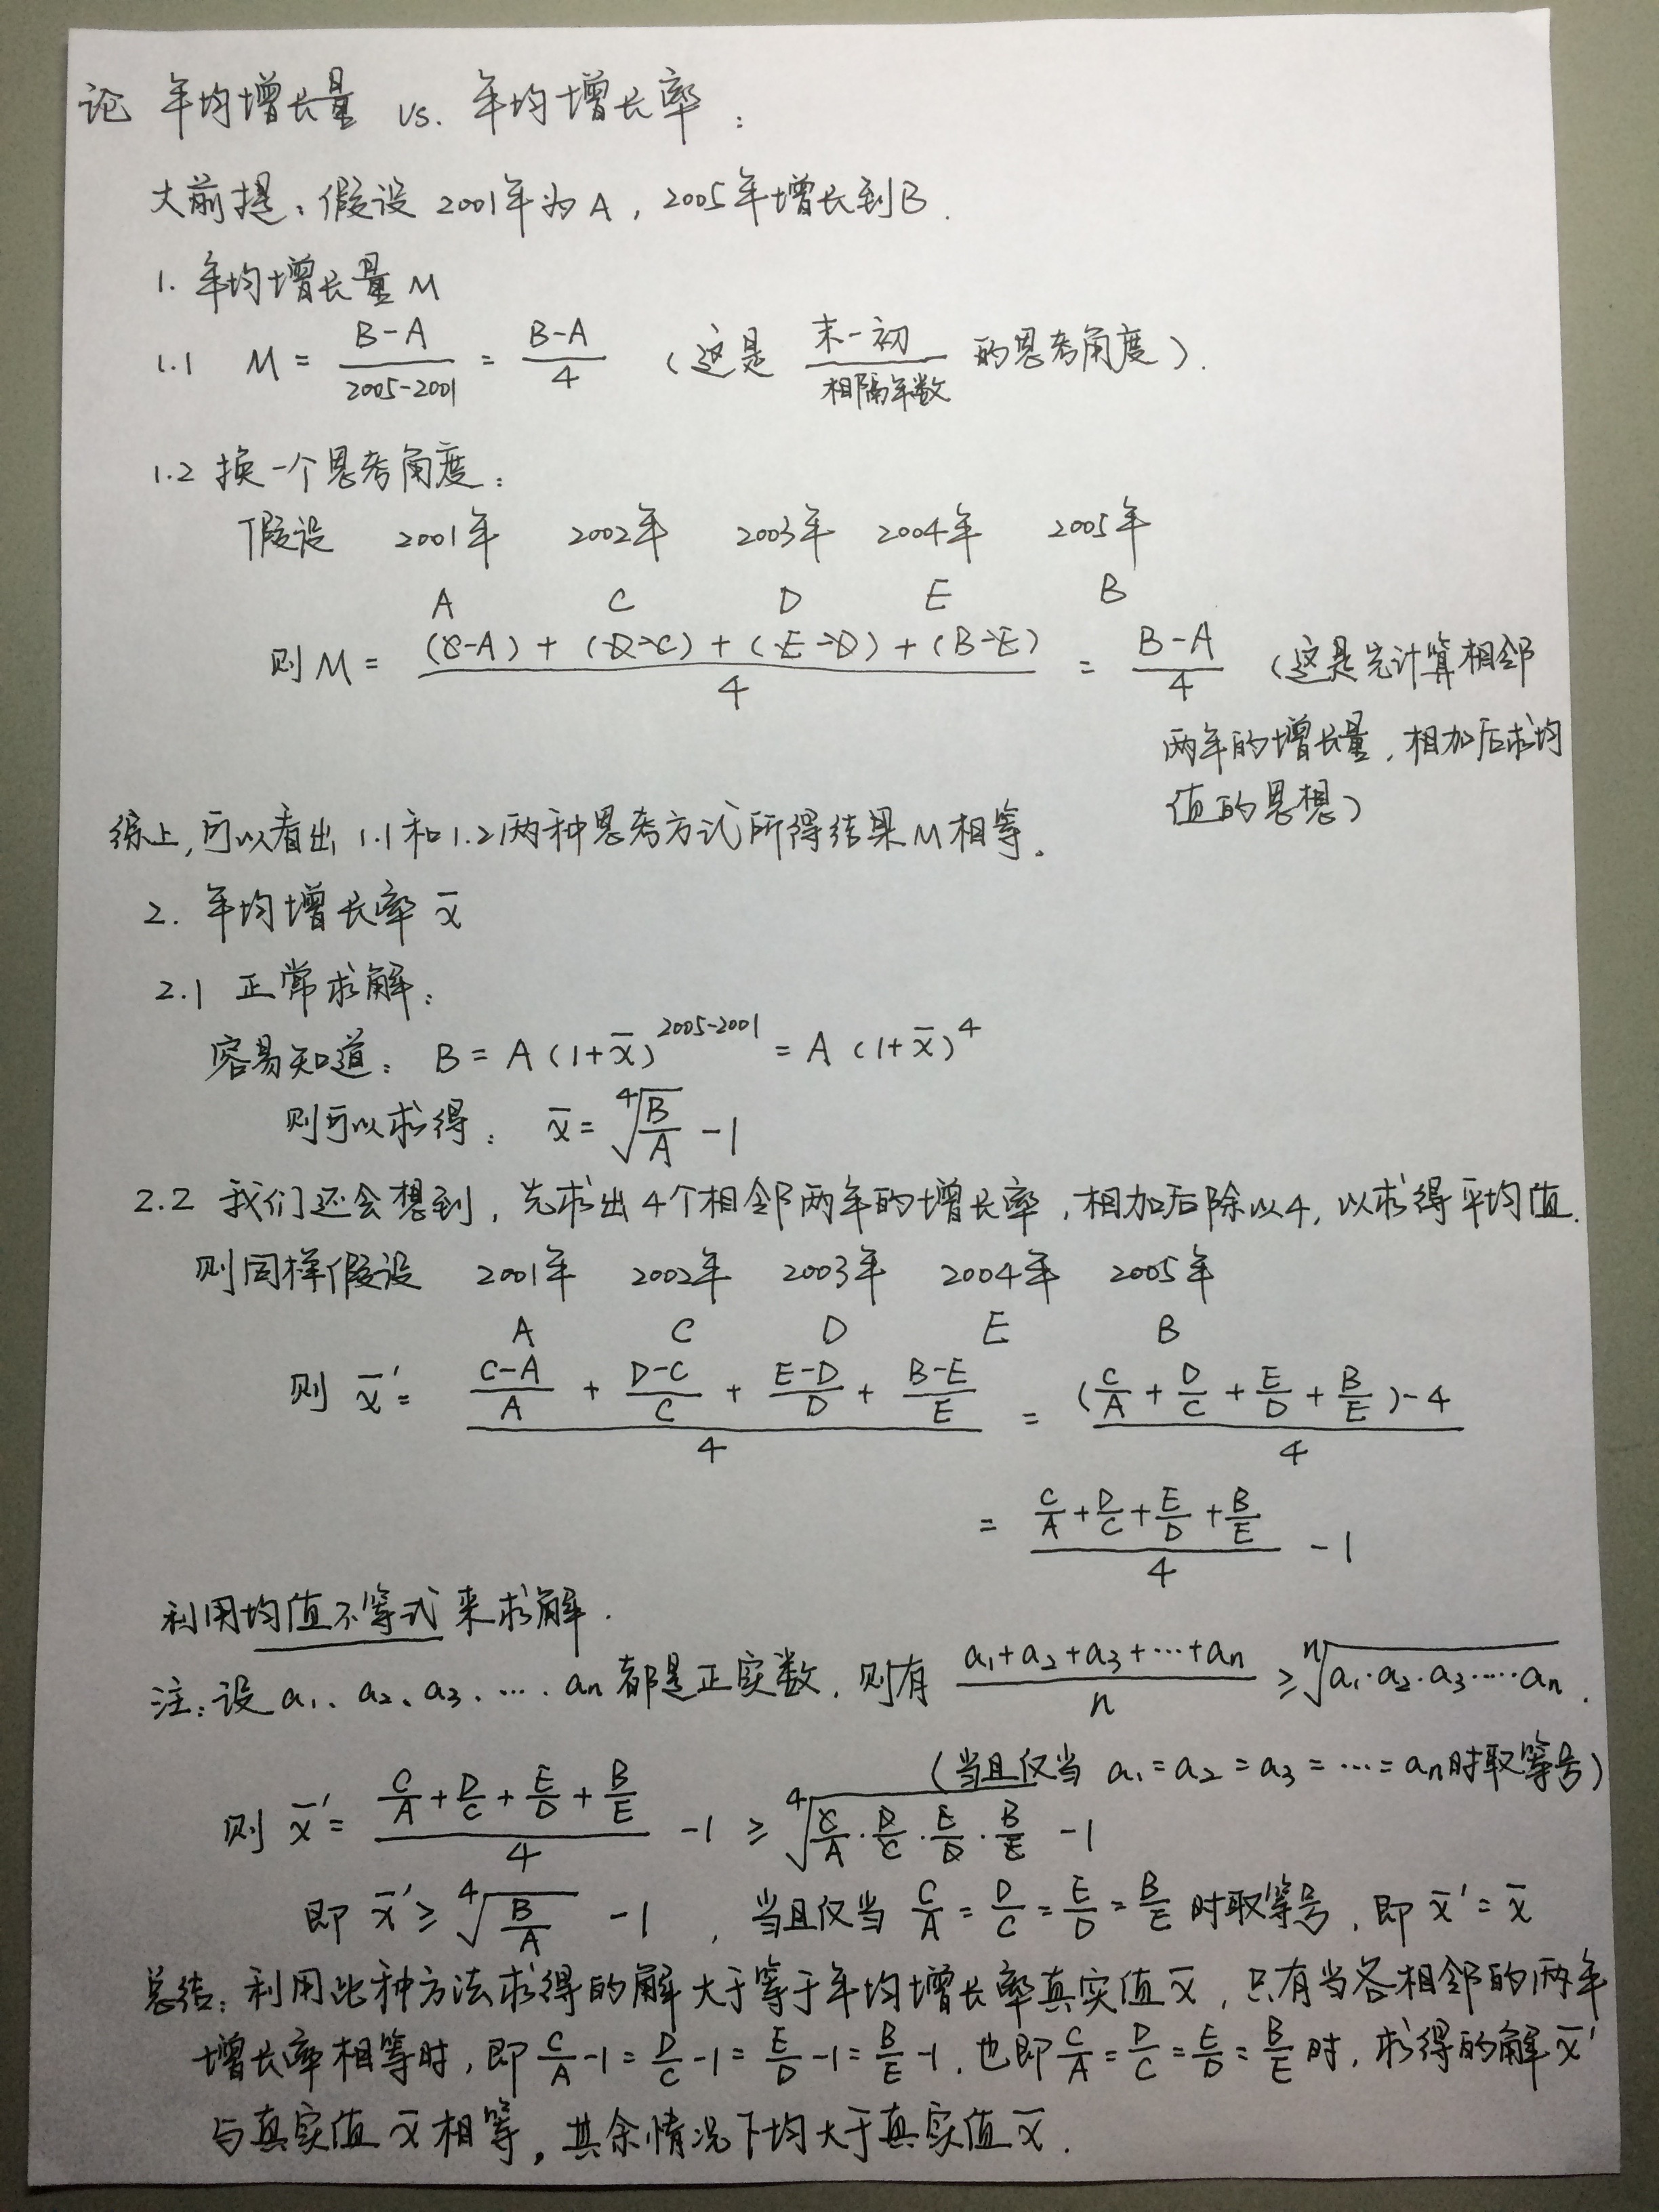 论 年均增长量 vs. 年均增长率：
大前提：假设 2001年为A，2005年增长到B.
1. 年均增长量 M
1.1 M = \frac{B-A}{2005-2001} = \frac{B-A}{4} （这是 \frac{末-初}{相隔年数} 的思考角度）.
1.2 换一个思考角度：
假设 2001年 2002年 2003年 2004年 2005年
A C D E B
则 M = \frac{(C-A)+(D-C)+(E-D)+(B-E)}{4} = \frac{B-A}{4} （这是先计算相邻
两年的增长量，相加后求均
值的思想）
综上，可以看出 1.1和1.2两种思考方式所得结果M相等。
2. 年均增长率 \bar{x}
2.1 正常求解：
容易知道： B = A(1+\bar{x})^{2005-2001} = A(1+\bar{x})^4
则可以求得： \bar{x} = \sqrt[4]{\frac{B}{A}} - 1
2.2 我们还会想到，先求出4个相邻两年的增长率，相加后除以4，以求得平均值.
则同样假设 2001年 2002年 2003年 2004年 2005年
A C D E B
则 \bar{x}' = \frac{\frac{C-A}{A}+\frac{D-C}{C}+\frac{E-D}{D}+\frac{B-E}{E}}{4} = \frac{(\frac{C}{A}+\frac{D}{C}+\frac{E}{D}+\frac{B}{E})-4}{4}
= \frac{\frac{C}{A}+\frac{D}{C}+\frac{E}{D}+\frac{B}{E}}{4} - 1
利用均值不等式来求解.
注：设 a_1、a_2、a_3、…、a_n 都是正实数，则有 \frac{a_1+a_2+a_3+…+a_n}{n} ≥ \sqrt[n]{a_1·a_2·a_3……a_n}.
（当且仅当 a_1=a_2=a_3=…=a_n时取等号）
则 \bar{x}' = \frac{\frac{C}{A}+\frac{D}{C}+\frac{E}{D}+\frac{B}{E}}{4} - 1 ≥ \sqrt[4]{\frac{C}{A}·\frac{D}{C}·\frac{E}{D}·\frac{B}{E}} - 1
即 \bar{x}' ≥ \sqrt[4]{\frac{B}{A}} - 1 ，当且仅当 \frac{C}{A}=\frac{D}{C}=\frac{E}{D}=\frac{B}{E} 时取等号，即 \bar{x}'=\bar{x}
总结：利用此种方法求得的解大于等于年均增长率真实值\bar{x}，只有当各相邻的两年
增长率相等时，即\frac{C}{A}-1=\frac{D}{C}-1=\frac{E}{D}-1=\frac{B}{E}-1，也即\frac{C}{A}=\frac{D}{C}=\frac{E}{D}=\frac{B}{E}时，求得的解\bar{x}'
与真实值\bar{x}相等，其余情况下均大于真实值\bar{x}.